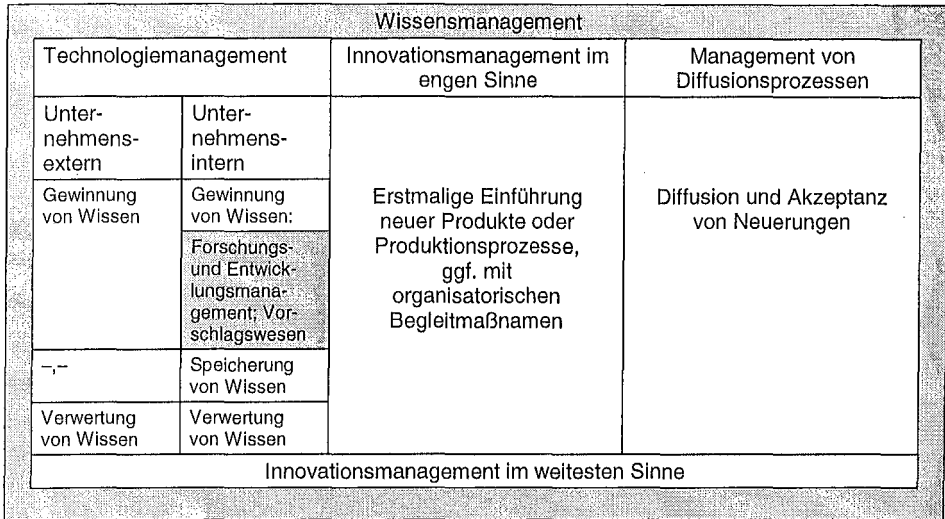 Wissensmanagement
Technologiemanagement
Innovationsmanagement im
engen Sinne
Management von
Diffusionsprozessen
Unter-
nehmens-
extern
Unter-
nehmens-
intern
Gewinnung
von Wissen
Gewinnung
von Wissen:
Forschungs-
und Entwick-
lungsmana-
gement; Vor-
schlagswesen
–,–
Speicherung
von Wissen
Verwertung
von Wissen
Verwertung
von Wissen
Erstmalige Einführung
neuer Produkte oder
Produktionsprozesse,
ggf. mit
organisatorischen
Begleitmaßnamen
Diffusion und Akzeptanz
von Neuerungen
Innovationsmanagement im weitesten Sinne